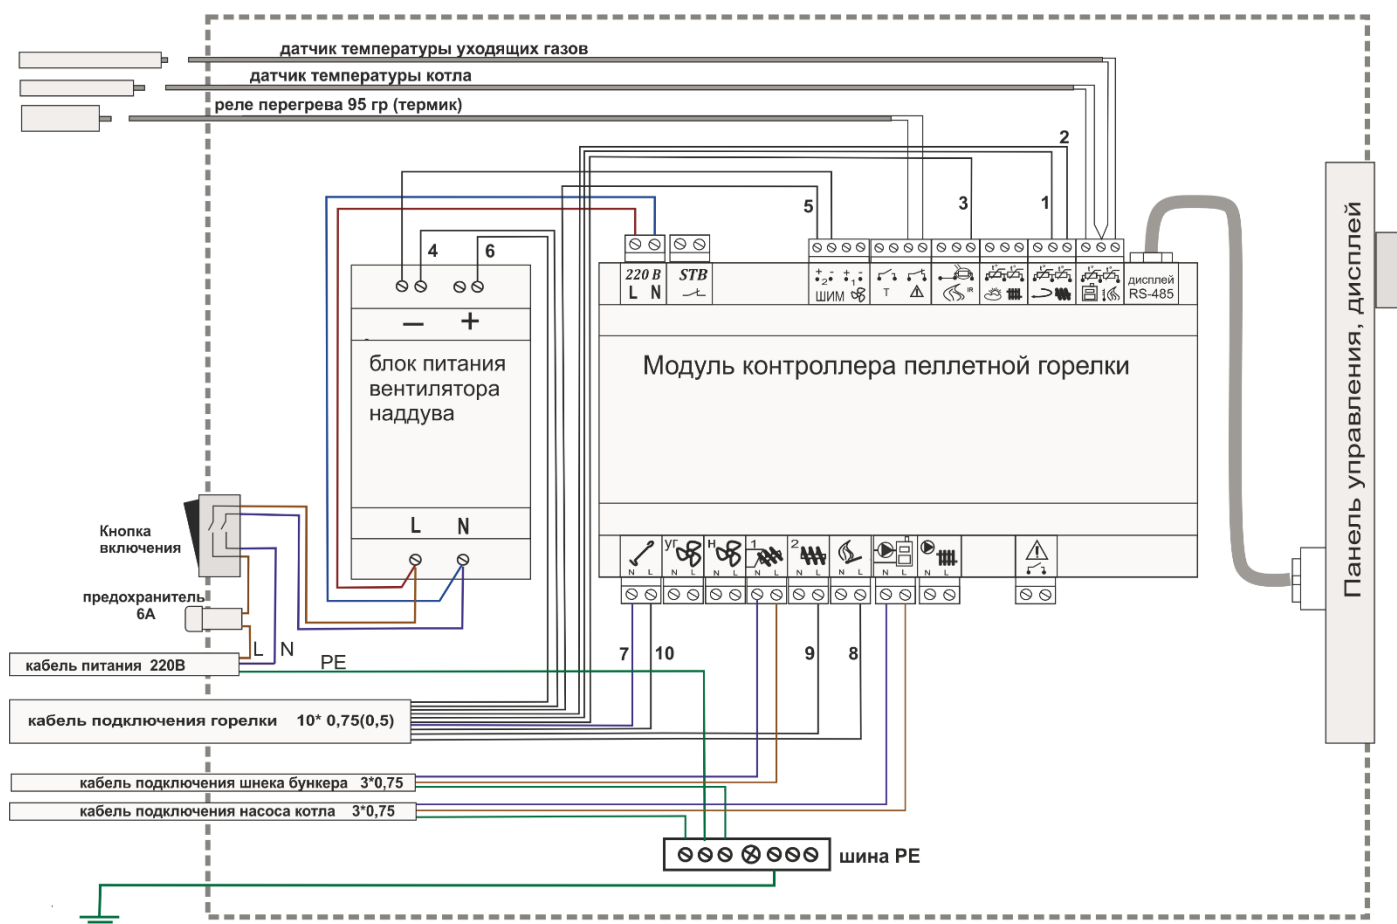 датчик температуры уходящих газов
датчик температуры котла
реле перегрева 95 гр (термик)
2
5
3
1
4
6
220 В
L N
STB
+ - + -
2 1
ШИМ
T
IR
t° t°
t° t°
t° t°
дисплей
RS-485
— +
блок питания
вентилятора
наддува
L N
Модуль контроллера пеллетной горелки
Панель управления, дисплей
Кнопка
включения
предохранитель
6А
L N
PE
кабель питания 220В
уг
н
1
2
N L
N L
N L
N L
N L
N L
N L
N L
7
10
9
8
кабель подключения горелки 10* 0,75(0,5)
кабель подключения шнека бункера 3*0,75
кабель подключения насоса котла 3*0,75
шина PE